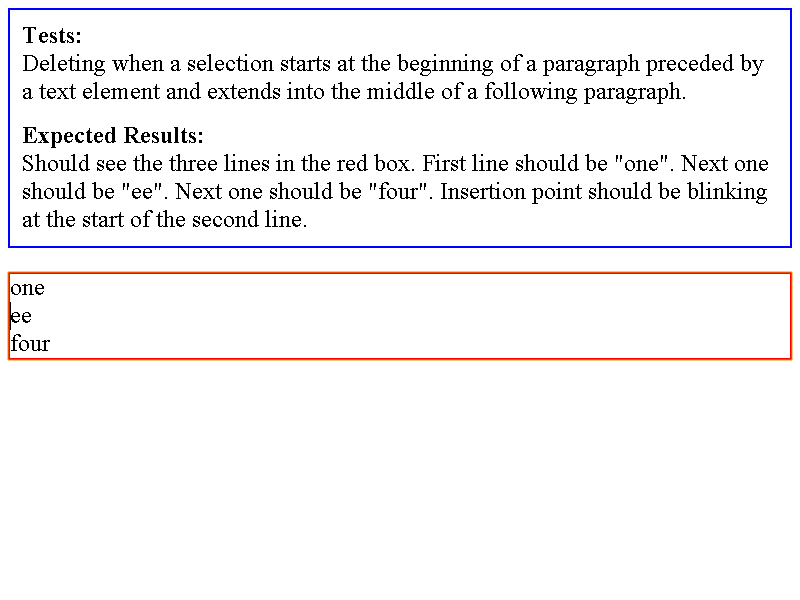 Tests:
Deleting when a selection starts at the beginning of a paragraph preceded by
a text element and extends into the middle of a following paragraph.
Expected Results:
Should see the three lines in the red box. First line should be "one". Next one
should be "ee". Next one should be "four". Insertion point should be blinking
at the start of the second line.
one
ee
four